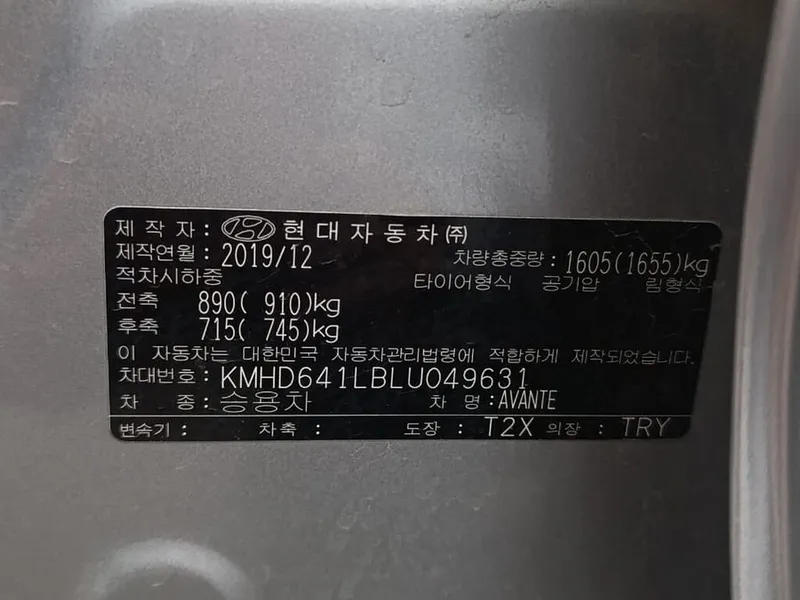 제 작 자 : 현대자동차㈜
제작연월 : 2019/12 차량총중량 : 1605(1655)kg
적차시하중 타이어형식 공기압 림형식
전축 890( 910)kg
후축 715( 745)kg
이 자동차는 대한민국 자동차관리법령에 적합하게 제작되었습니다
차대번호 : KMHD641LBLU049631
차 종 : 승용차 차 명 : AVANTE
변속기 : 차축 : 도장 : T2X 의장 : TRY